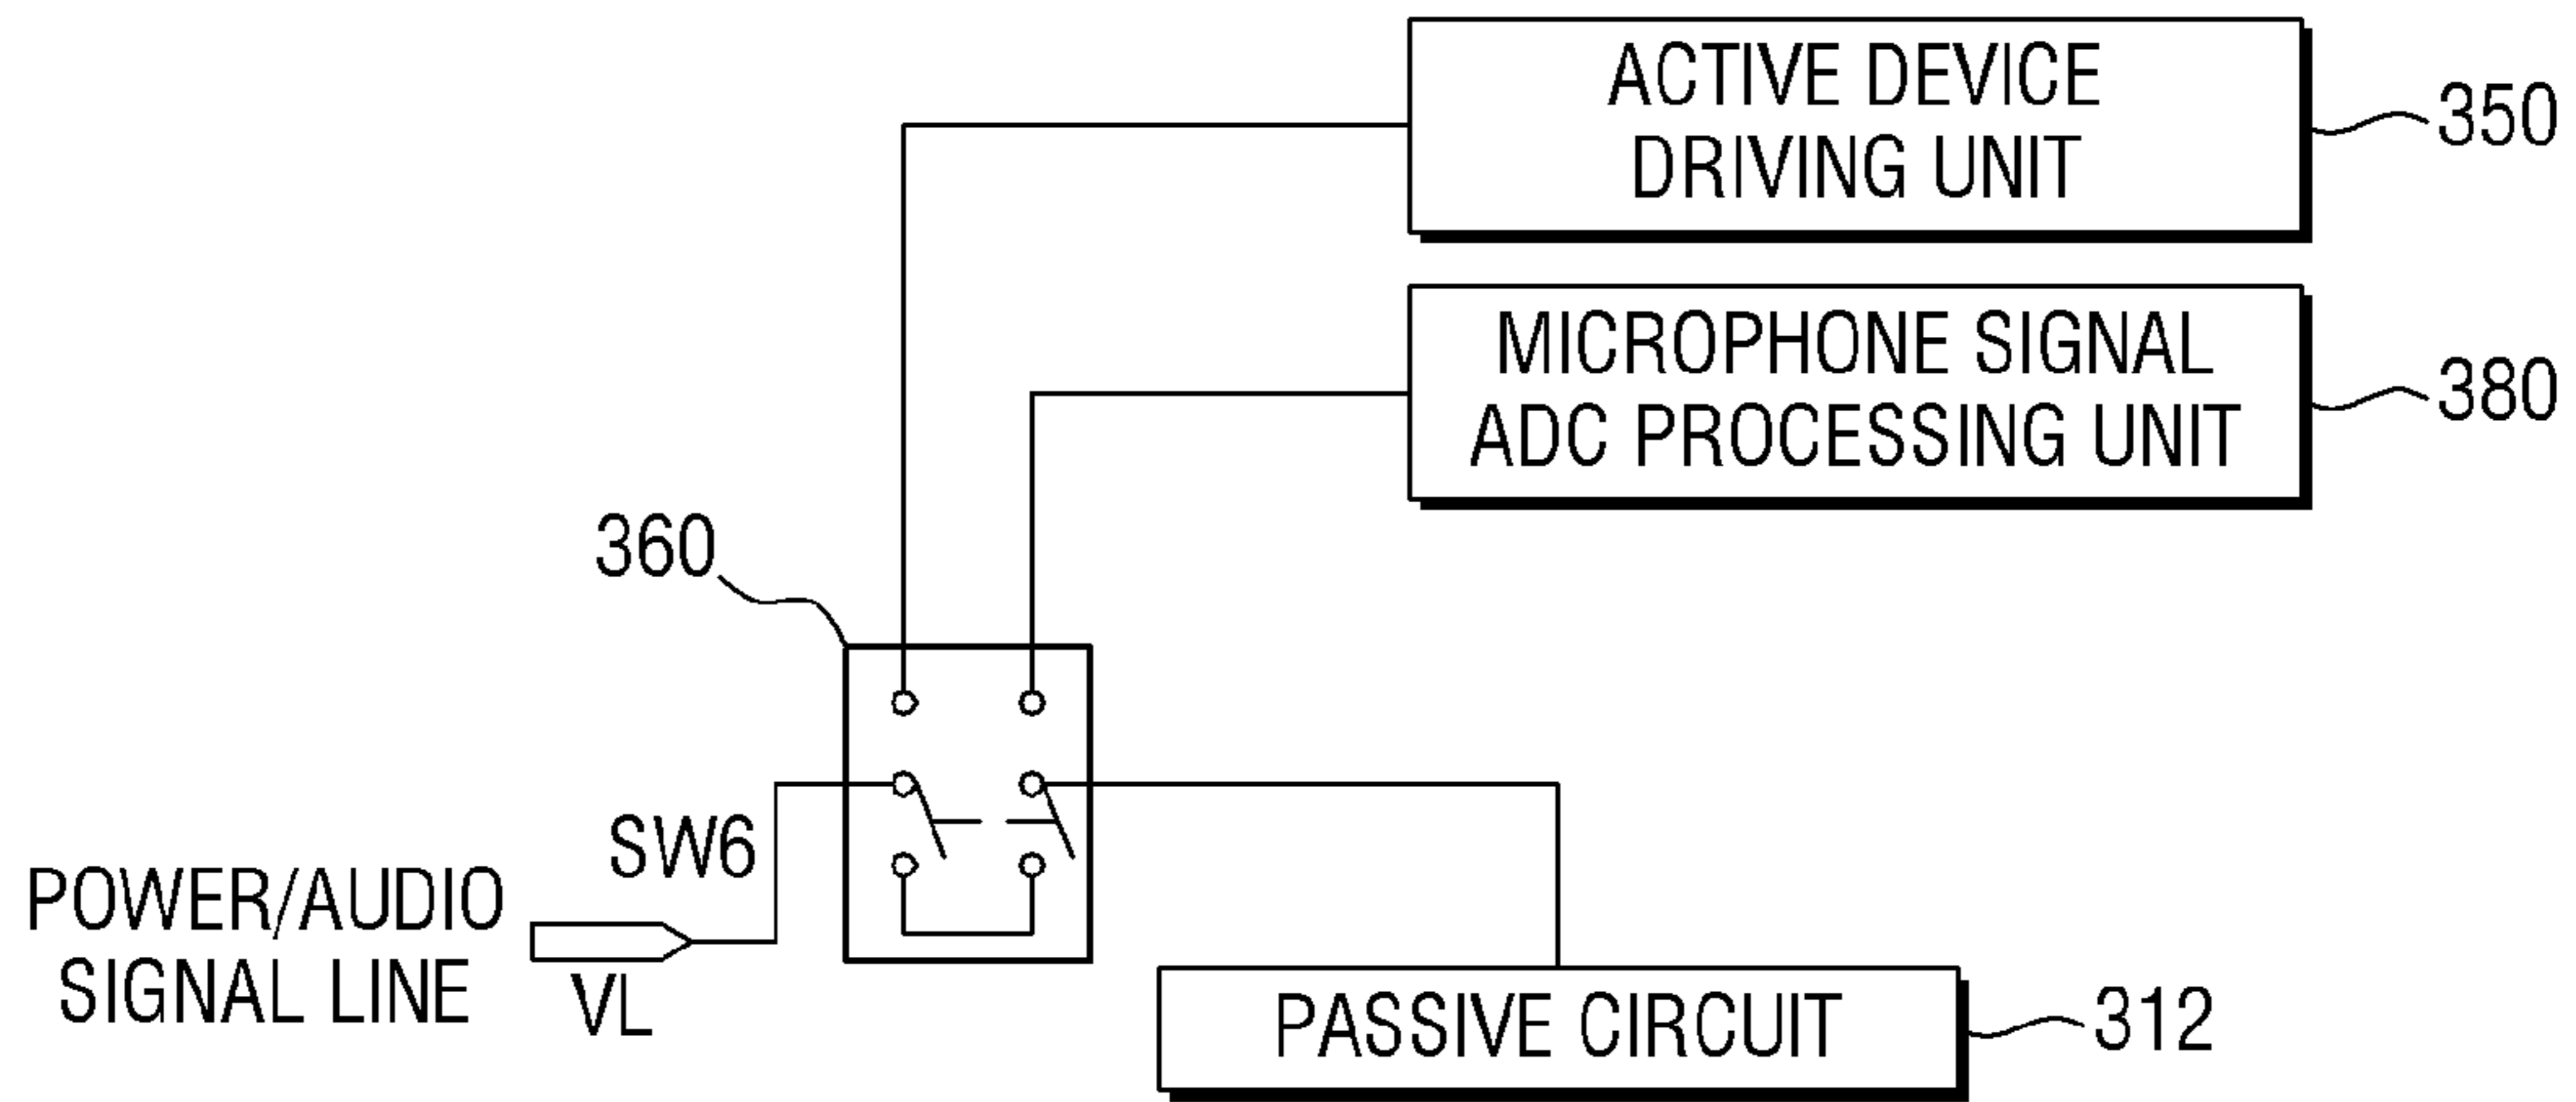 ACTIVE DEVICE
DRIVING UNIT
350
MICROPHONE SIGNAL
ADC PROCESSING UNIT
380
360
SW6
POWER/AUDIO
SIGNAL LINE
VL
PASSIVE CIRCUIT
312